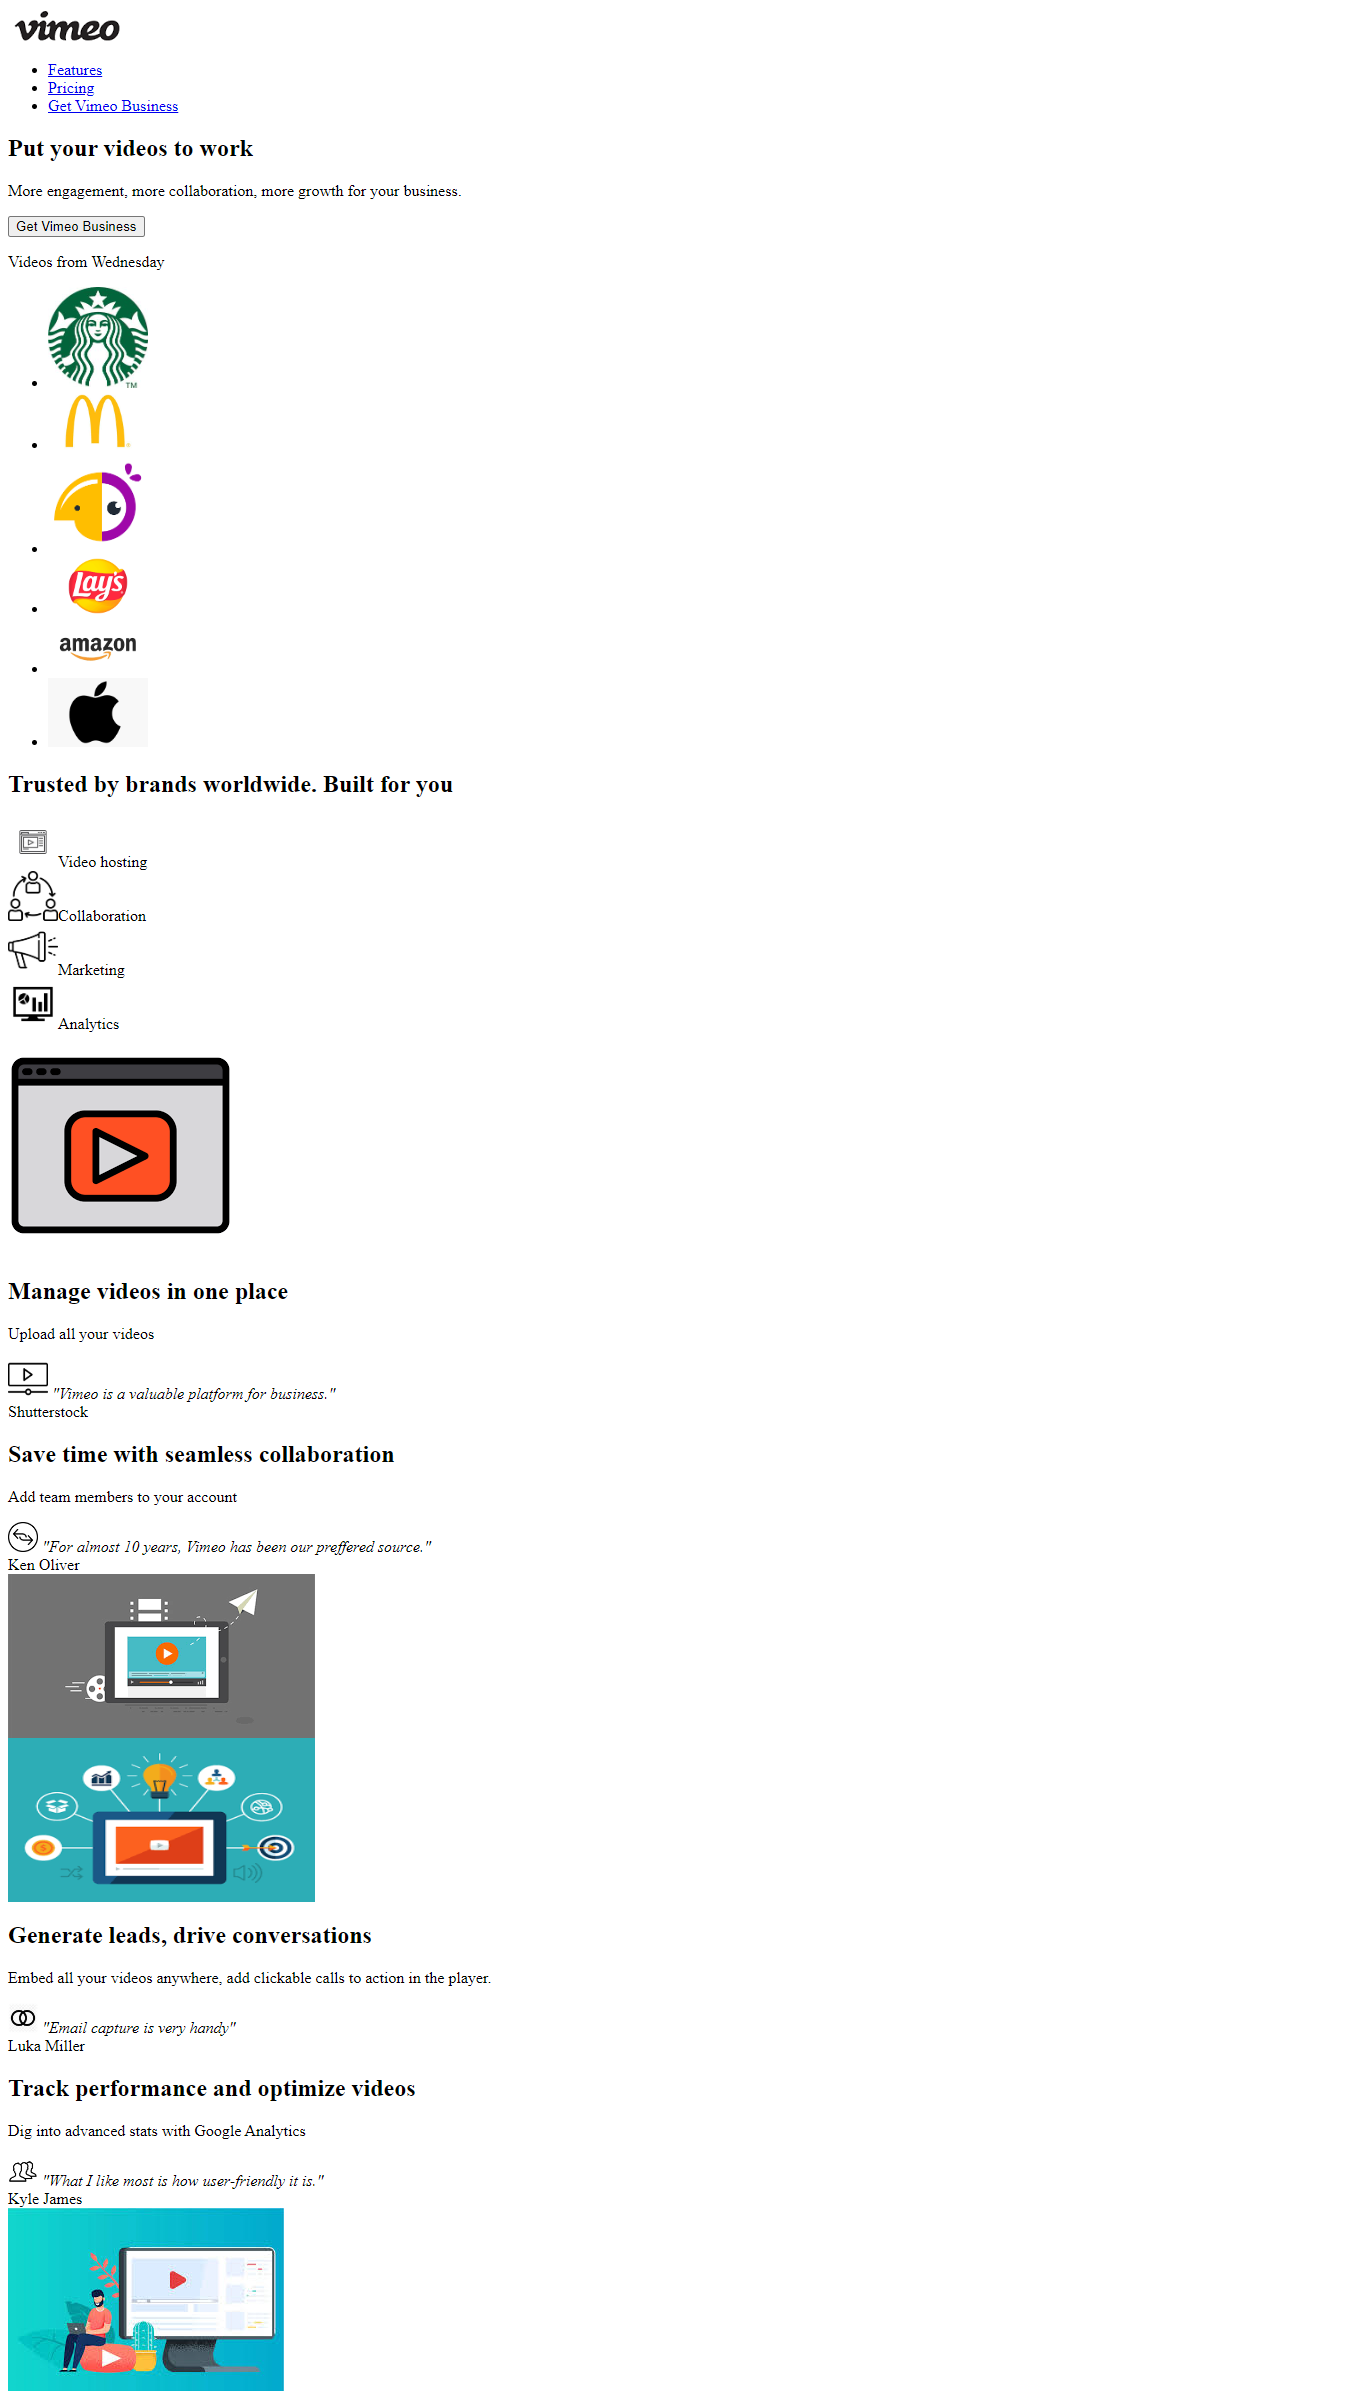 vimeo
Features
Pricing
Get Vimeo Business
Put your videos to work
More engagement, more collaboration, more growth for your business.
Get Vimeo Business
Videos from Wednesday
TM
Lay's
amazon
Trusted by brands worldwide. Built for you
Video hosting
Collaboration
Marketing
Analytics
Manage videos in one place
Upload all your videos
"Vimeo is a valuable platform for business."
Shutterstock
Save time with seamless collaboration
Add team members to your account
"For almost 10 years, Vimeo has been our preffered source."
Ken Oliver
Generate leads, drive conversations
Embed all your videos anywhere, add clickable calls to action in the player.
"Email capture is very handy"
Luka Miller
Track performance and optimize videos
Dig into advanced stats with Google Analytics
"What I like most is how user-friendly it is."
Kyle James